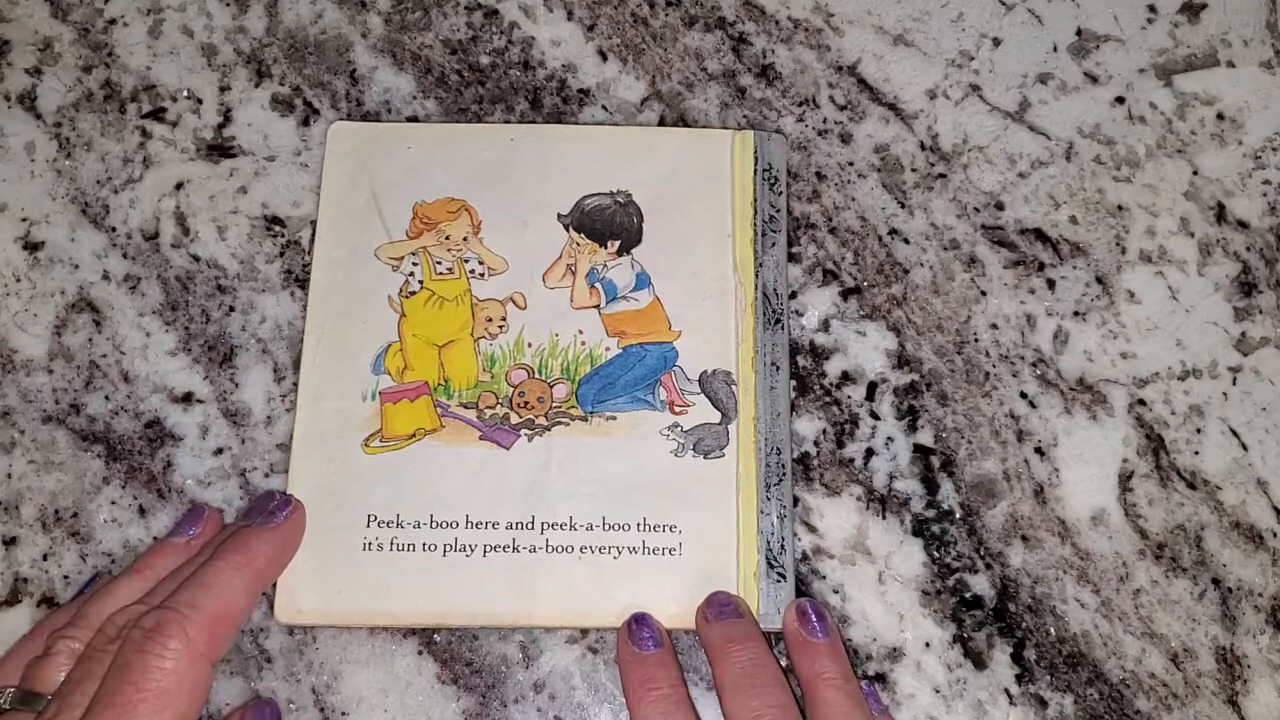 Peek-a-boo here and peek-a-boo there,
it's fun to play peek-a-boo everywhere!